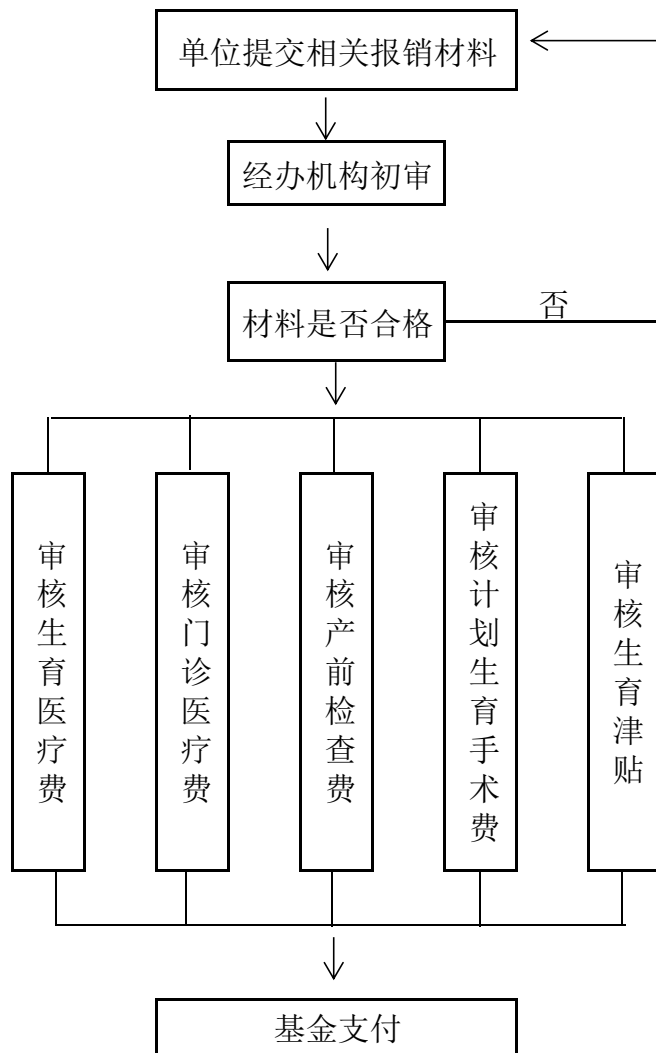 单位提交相关报销材料
经办机构初审
否
材料是否合格
审核生育医疗费
审核门诊医疗费
审核产前检查费
审核计划生育手术费
审核生育津贴
基金支付